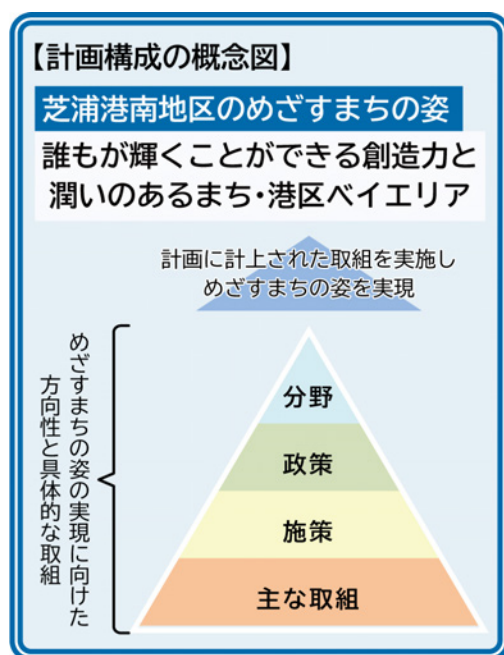 【計画構成の概念図】
芝浦港南地区のめざすまちの姿
誰もが輝くことができる創造力と
潤いのあるまち・港区ベイエリア
計画に計上された取組を実施し
めざすまちの姿を実現
めざすまちの姿の実現に向けた
方向性と具体的な取組
分野
政策
施策
主な取組